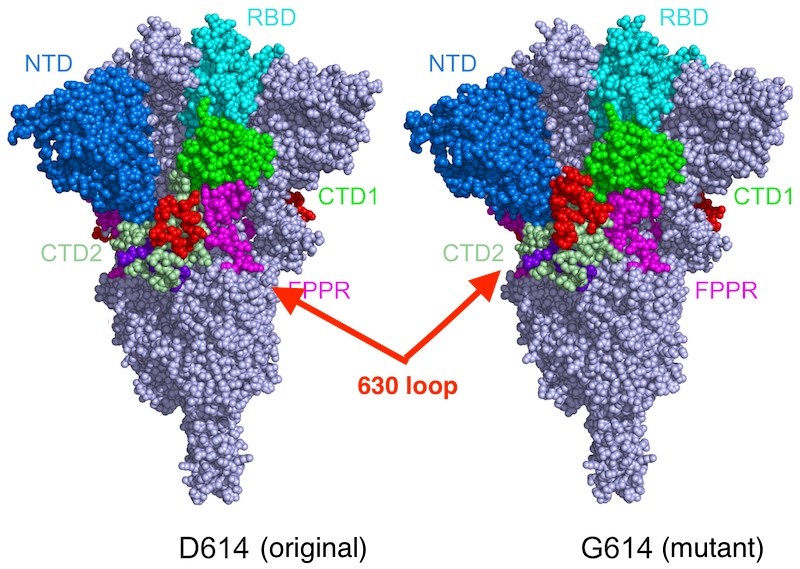 RBD
NTD
CTD1
CTD2
FPPR
RBD
NTD
CTD1
CTD2
FPPR
630 loop
D614 (original)
G614 (mutant)